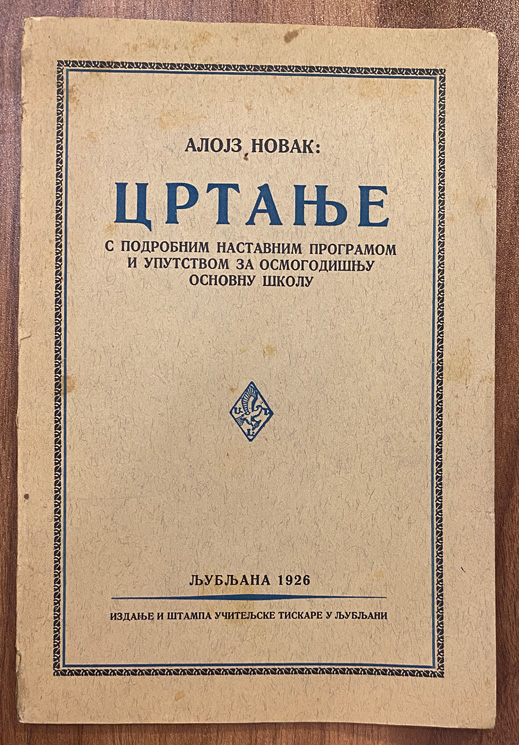 АЛОЈЗ НОВАК:
ЦРТАЊЕ
С ПОДРОБНИМ НАСТАВНИМ ПРОГРАМОМ
И УПУТСТВОМ ЗА ОСМОГОДИШЊУ
ОСНОВНУ ШКОЛУ
ЉУБЉАНА 1926
ИЗДАЊЕ И ШТАМПА УЧИТЕЉСКЕ ТИСКАРЕ У ЉУБЉАНИ